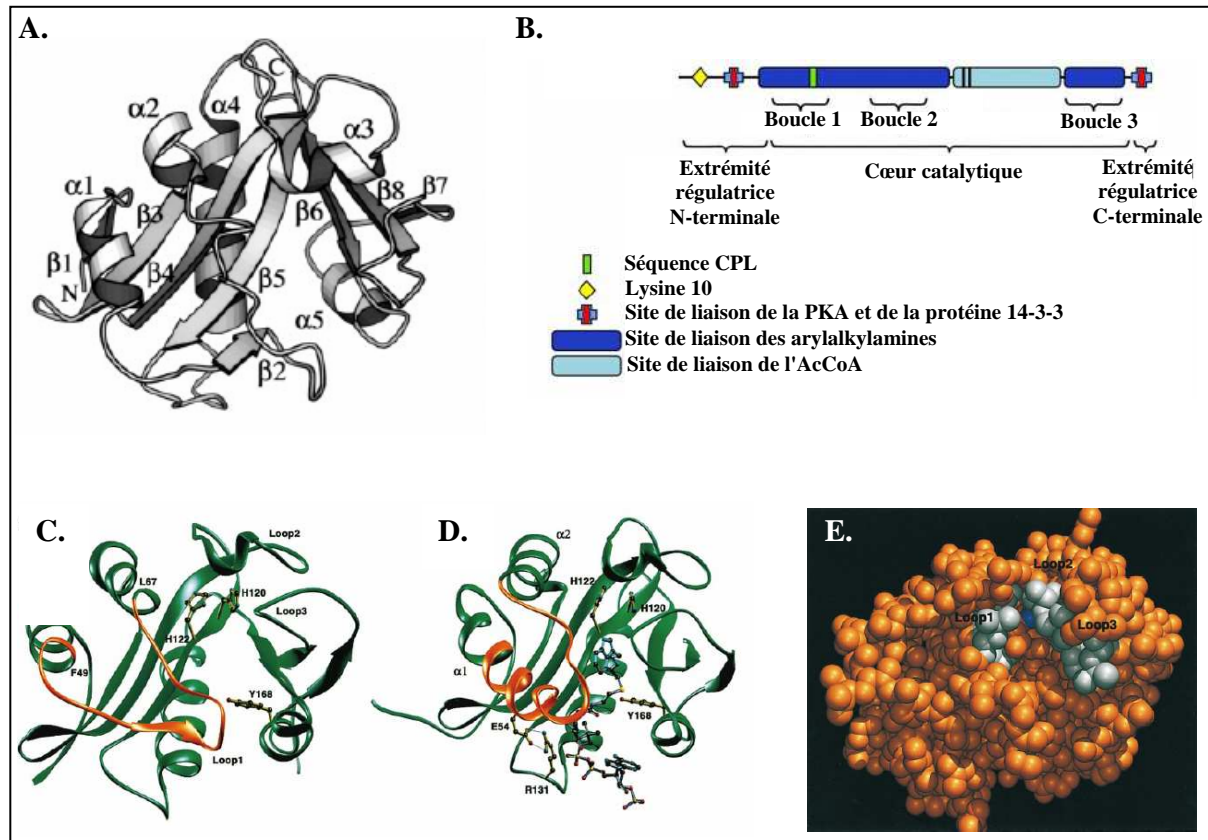 A.
C
α2
α4
α3
α1
β3
β8
β7
β6
β1
β4
N
β5
α5
β2
B.
Boucle 1
Boucle 2
Boucle 3
Extrémité
régulatrice
N-terminale
Cœur catalytique
Extrémité
régulatrice
C-terminale
Séquence CPL
Lysine 10
Site de liaison de la PKA et de la protéine 14-3-3
Site de liaison des arylalkylamines
Site de liaison de l'AcCoA
C.
Loop2
L67
H120
Loop3
H122
F49
Y168
Loop1
D.
α2
H122
H120
α1
E54
Y168
R131
E.
Loop2
Loop1
Loop3